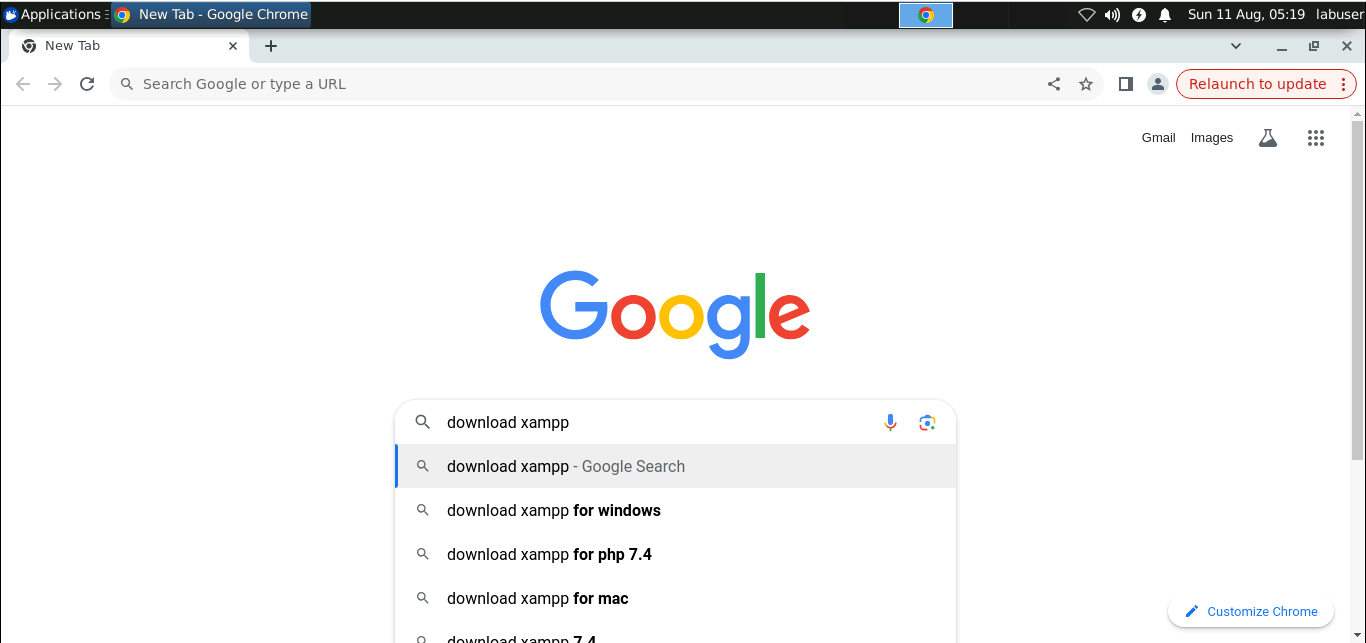 Applications New Tab - Google Chrome Sun 11 Aug, 05:19 labuser
New Tab
Search Google or type a URL Relaunch to update
Gmail Images
Google
download xampp
download xampp - Google Search
download xampp for windows
download xampp for php 7.4
download xampp for mac
download xampp 7.4
Customize Chrome